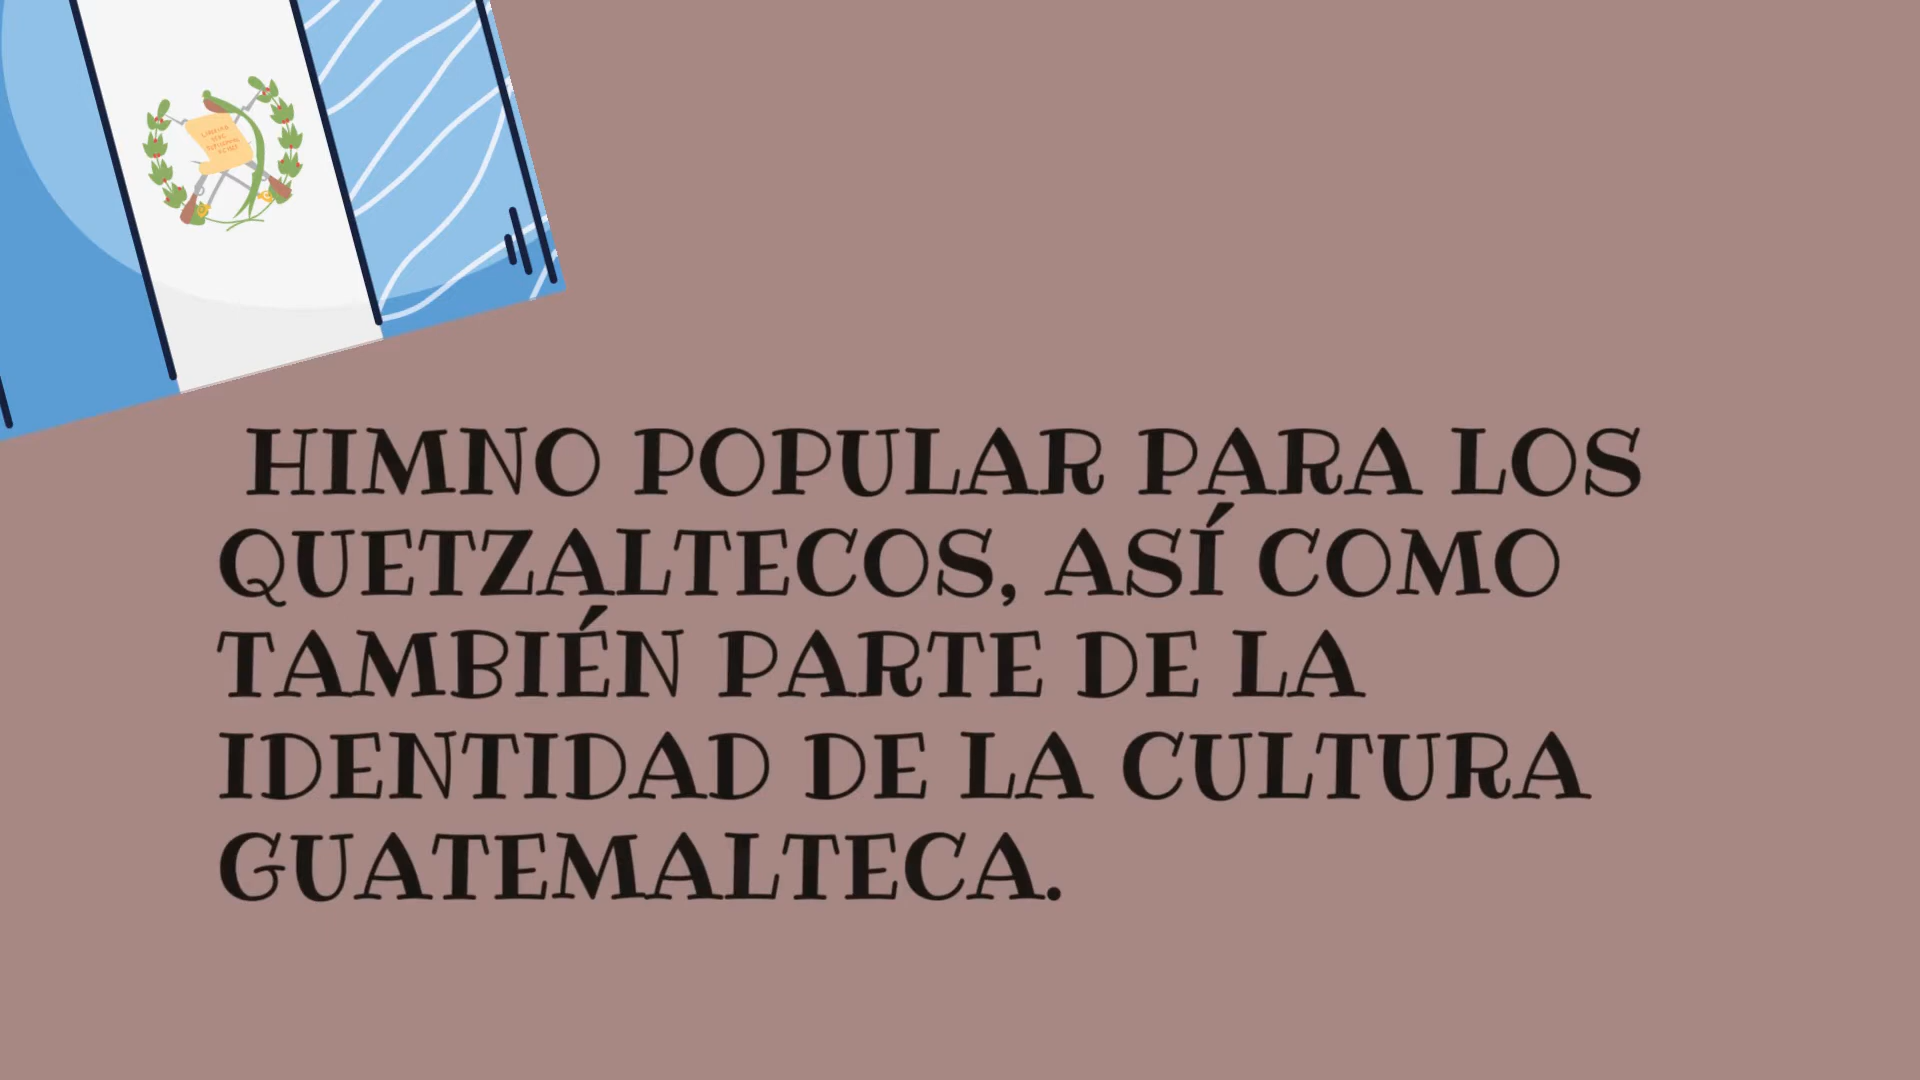 HIMNO POPULAR PARA LOS
QUETZALTECOS, ASÍ COMO
TAMBIÉN PARTE DE LA
IDENTIDAD DE LA CULTURA
GUATEMALTECA.